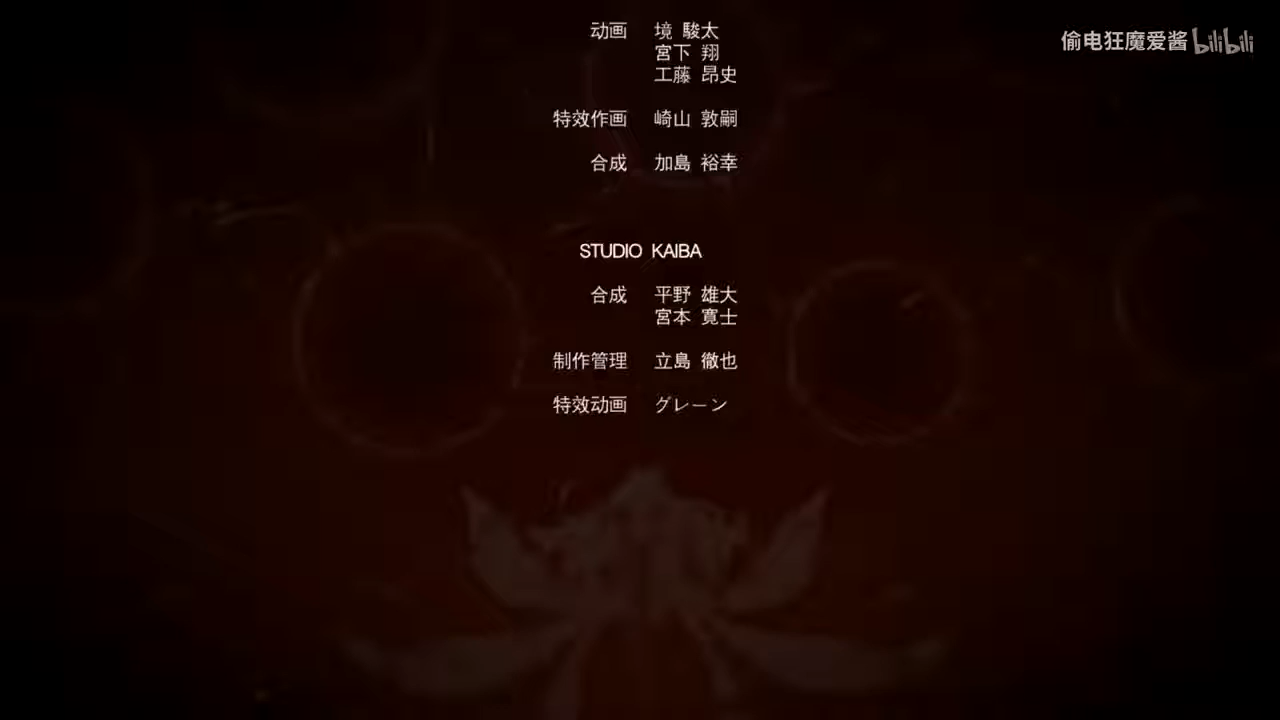 动画 境 駿太
宮下 翔
工藤 昂史
特效作画 崎山 敦嗣
合成 加島 裕幸
STUDIO KAIBA
合成 平野 雄大
宮本 寛士
制作管理 立島 徹也
特效动画 グレーン
偷电狂魔爱酱 bilibili